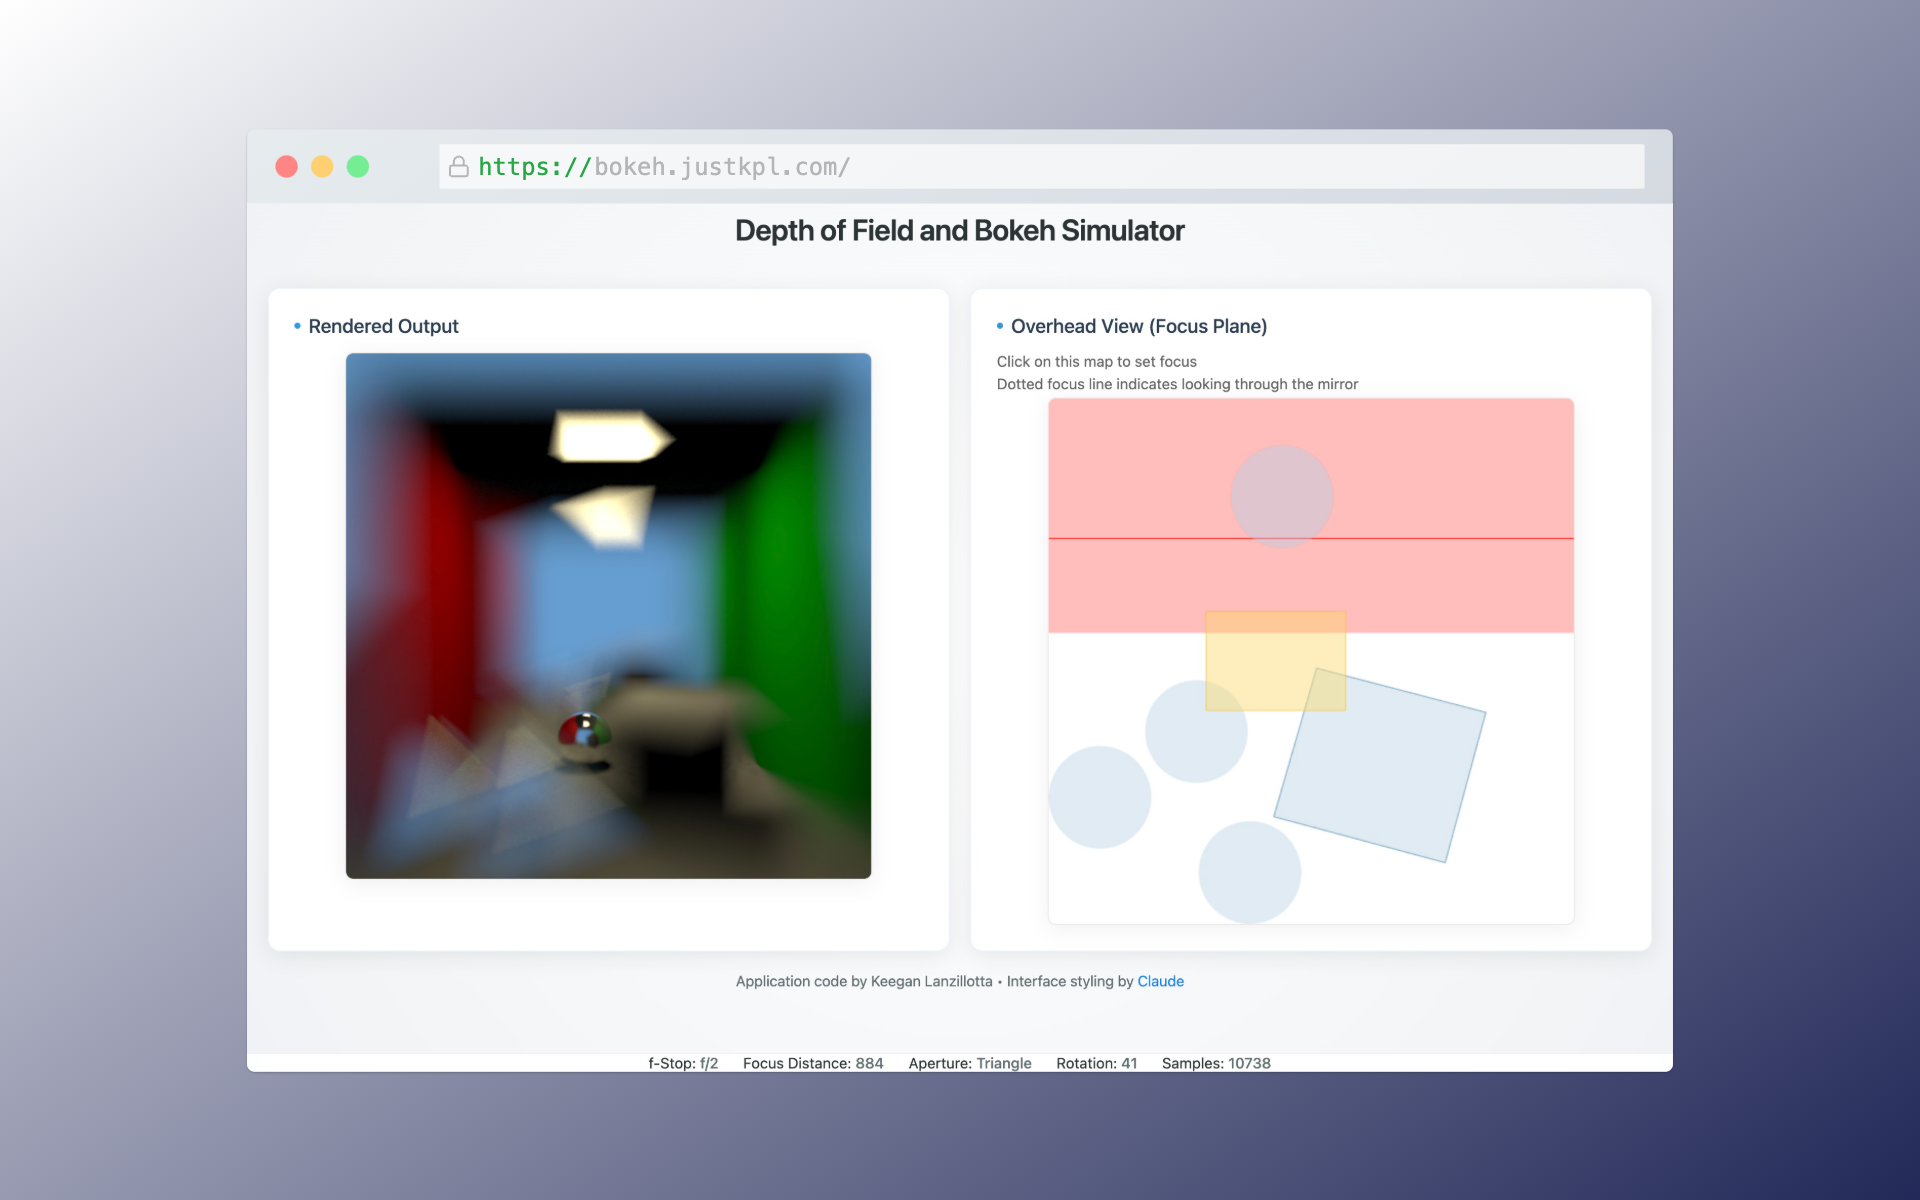 https://bokeh.justkpl.com/
Depth of Field and Bokeh Simulator
• Rendered Output
• Overhead View (Focus Plane)
Click on this map to set focus
Dotted focus line indicates looking through the mirror
Application code by Keegan Lanzillotta • Interface styling by Claude
f-Stop: f/2 Focus Distance: 884 Aperture: Triangle Rotation: 41 Samples: 10738